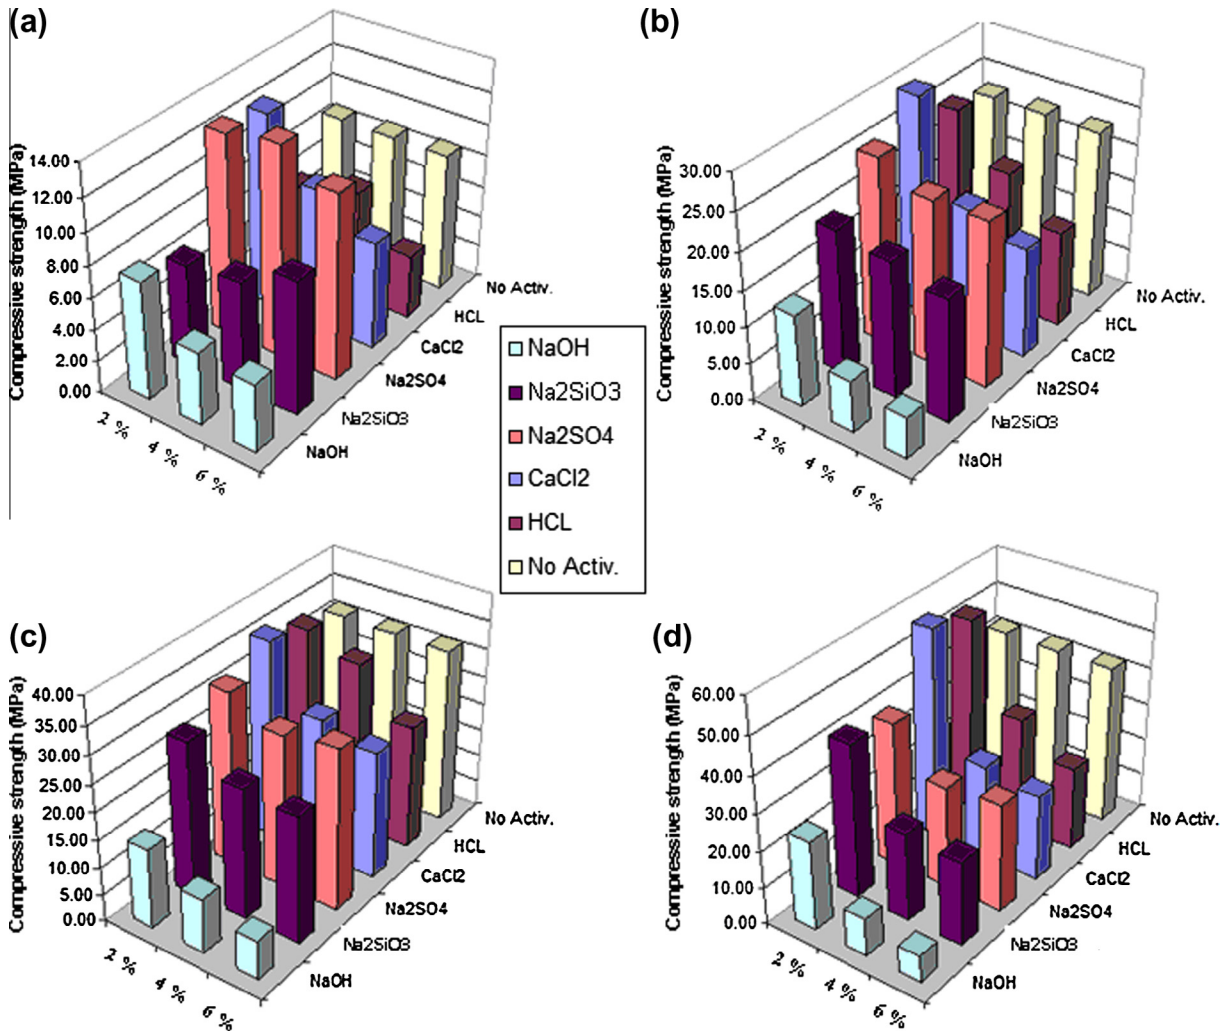 (a)
Compressive strength (MPa)
14.00
12.00
10.00
8.00
6.00
4.00
2.00
0.00
2 %
4 %
6 %
NaOH
Na2SiO3
Na2SO4
CaCl2
HCL
No Activ.
(b)
Compressive strength (MPa)
30.00
25.00
20.00
15.00
10.00
5.00
0.00
2 %
4 %
6 %
NaOH
Na2SiO3
Na2SO4
CaCl2
HCL
No Activ.
NaOH
Na2SiO3
Na2SO4
CaCl2
HCL
No Activ.
(c)
Compressive strength (MPa)
40.00
35.00
30.00
25.00
20.00
15.00
10.00
5.00
0.00
2 %
4 %
6 %
NaOH
Na2SiO3
Na2SO4
CaCl2
HCL
No Activ.
(d)
Compressive strength (MPa)
60.00
50.00
40.00
30.00
20.00
10.00
0.00
2 %
4 %
6 %
NaOH
Na2SiO3
Na2SO4
CaCl2
HCL
No Activ.